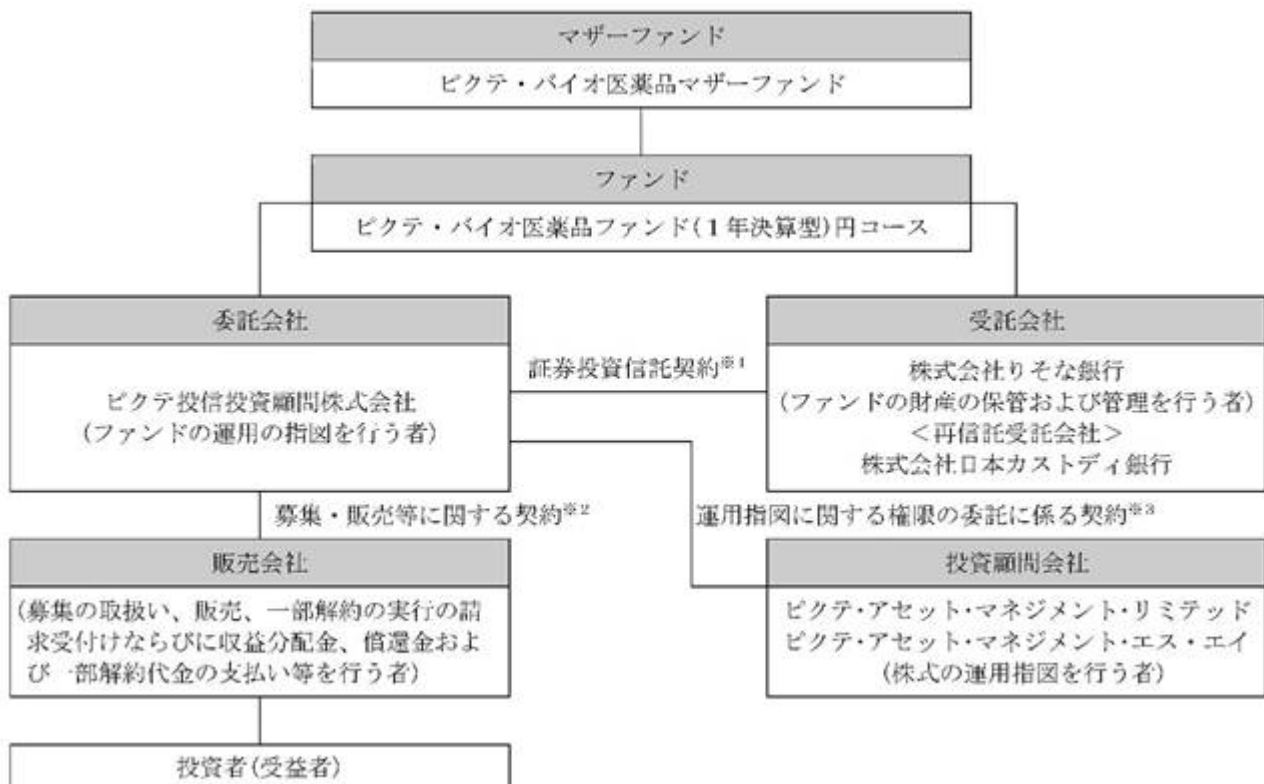 マザーファンド
ピクテ・バイオ医薬品マザーファンド
ファンド
ピクテ・バイオ医薬品ファンド(1年決算型)円コース
委託会社
ピクテ投信投資顧問株式会社
(ファンドの運用の指図を行う者)
証券投資信託契約※1
受託会社
株式会社りそな銀行
(ファンドの財産の保管および管理を行う者)
<再信託受託会社>
株式会社日本カストディ銀行
募集・販売等に関する契約※2
運用指図に関する権限の委託に係る契約※3
販売会社
(募集の取扱い、販売、一部解約の実行の請
求受付けならびに収益分配金、償還金およ
び一部解約代金の支払い等を行う者)
投資顧問会社
ピクテ・アセット・マネジメント・リミテッド
ピクテ・アセット・マネジメント・エス・エイ
(株式の運用指図を行う者)
投資者(受益者)